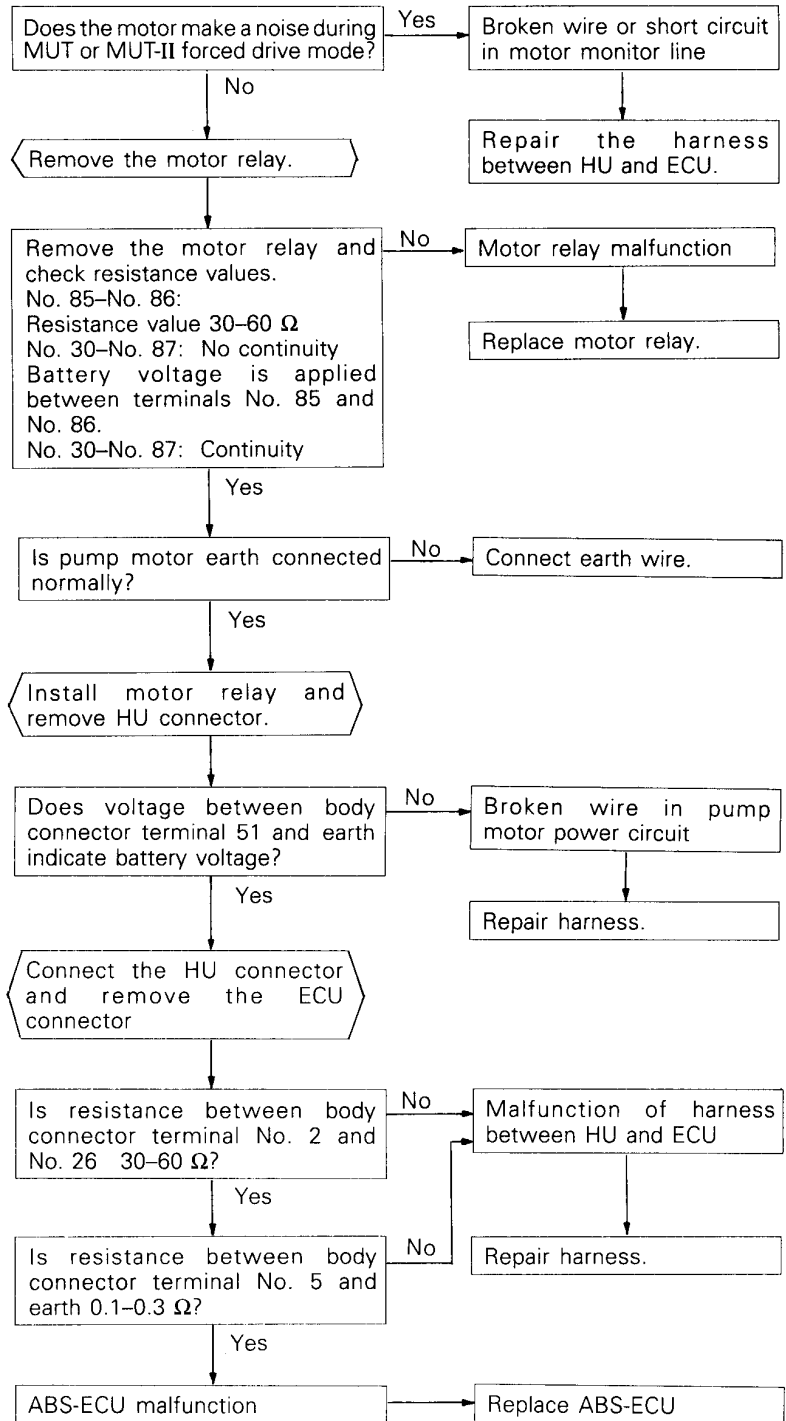 Does the motor make a noise during
MUT or MUT-II forced drive mode?
Yes
Broken wire or short circuit
in motor monitor line
No
Repair the harness
between HU and ECU.
Remove the motor relay.
Remove the motor relay and
check resistance values.
No. 85–No. 86:
Resistance value 30–60 Ω
No. 30–No. 87: No continuity
Battery voltage is applied
between terminals No. 85 and
No. 86.
No. 30–No. 87: Continuity
No
Motor relay malfunction
Replace motor relay.
Yes
Is pump motor earth connected
normally?
No
Connect earth wire.
Yes
Install motor relay and
remove HU connector.
Does voltage between body
connector terminal 51 and earth
indicate battery voltage?
No
Broken wire in pump
motor power circuit
Yes
Repair harness.
Connect the HU connector
and remove the ECU
connector
Is resistance between body
connector terminal No. 2 and
No. 26 30–60 Ω?
No
Malfunction of harness
between HU and ECU
Yes
Is resistance between body
connector terminal No. 5 and
earth 0.1–0.3 Ω?
No
Repair harness.
Yes
ABS-ECU malfunction
Replace ABS-ECU